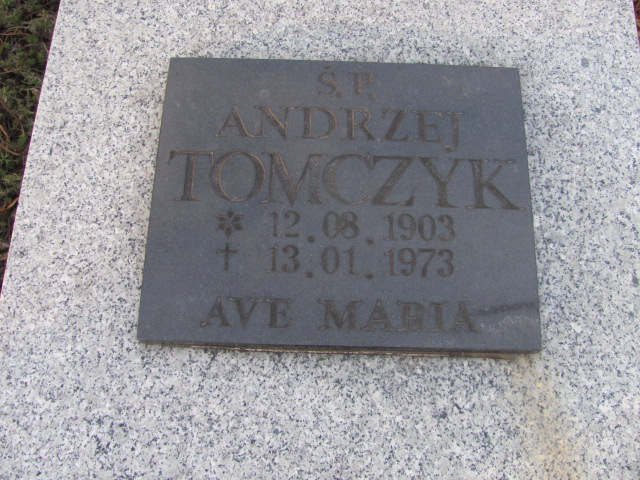 Ś.P.
ANDRZEJ
TOMCZYK
* 12.08.1903
† 13.01.1973
AVE MARIA